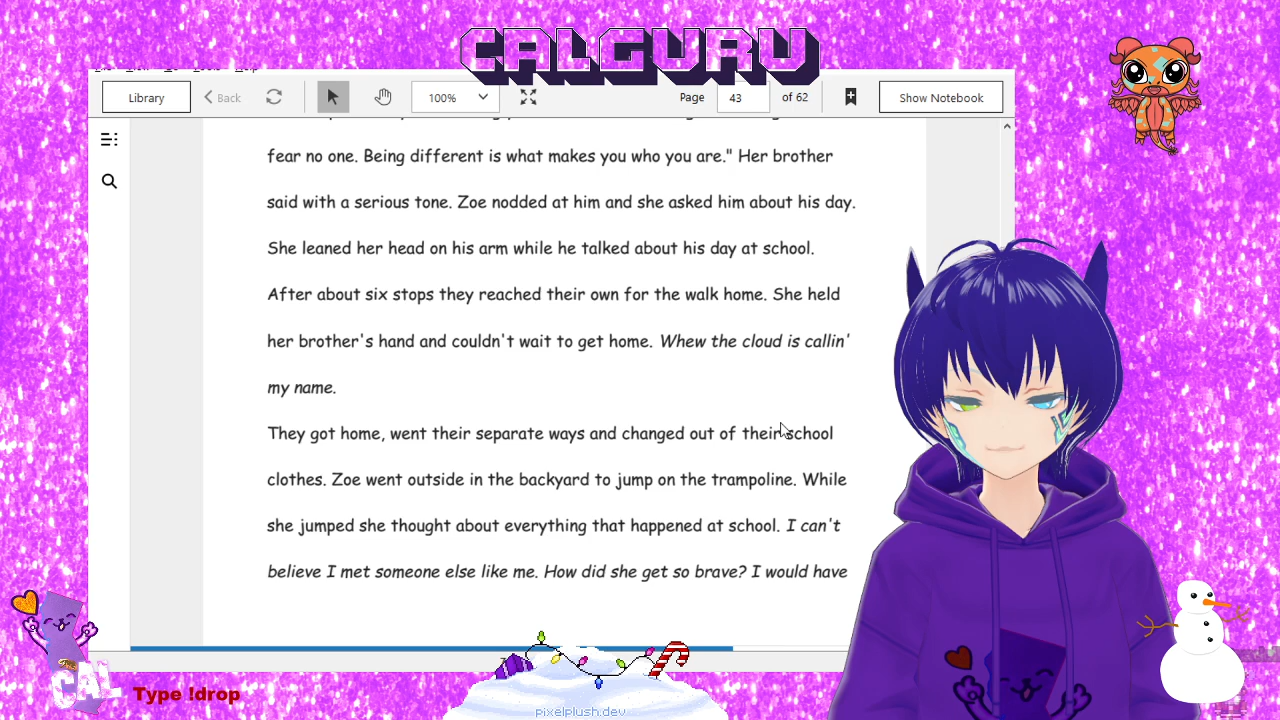 CALGURU
Library
Back
100%
Page 43 of 62
Show Notebook
fear no one. Being different is what makes you who you are." Her brother
said with a serious tone. Zoe nodded at him and she asked him about his day.
She leaned her head on his arm while he talked about his day at school.
After about six stops they reached their own for the walk home. She held
her brother's hand and couldn't wait to get home. Whew the cloud is callin'
my name.
They got home, went their separate ways and changed out of their school
clothes. Zoe went outside in the backyard to jump on the trampoline. While
she jumped she thought about everything that happened at school. I can't
believe I met someone else like me. How did she get so brave? I would have
CAL
Type !drop
pixelplush.dev